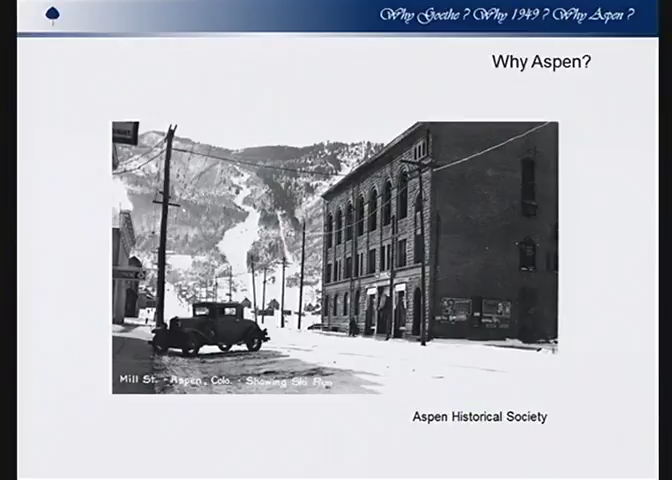 Why Goethe? Why 1949? Why Aspen?
Why Aspen?
Mill St. - Aspen, Colo. - Showing Ski Run
Aspen Historical Society